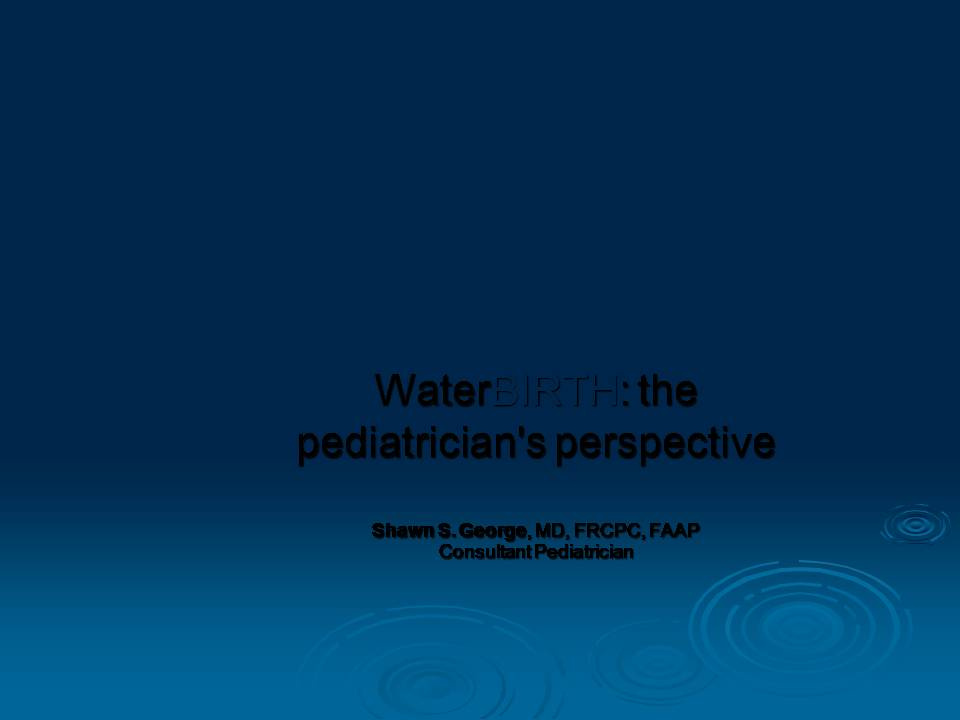 WaterBIRTH: the
pediatrician's perspective
Shawn S. George, MD, FRCPC, FAAP
Consultant Pediatrician